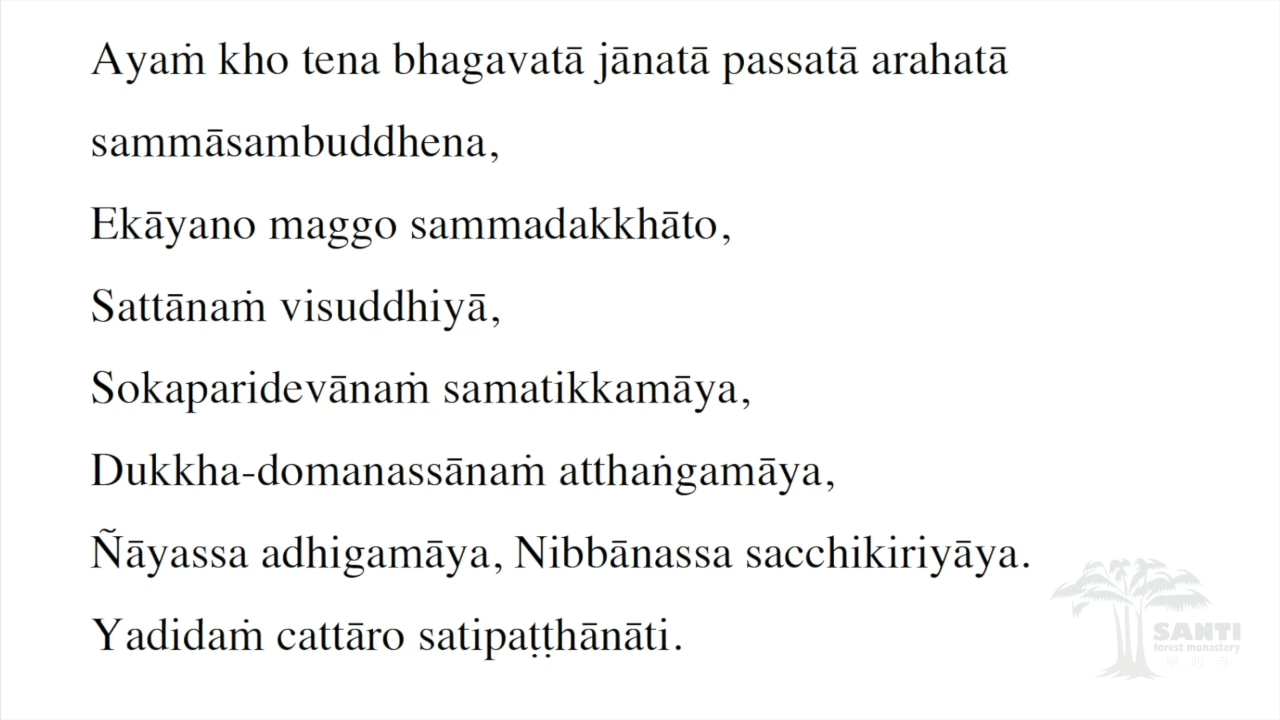 Ayaṁ kho tena bhagavatā jānatā passatā arahatā
sammāsambuddhena,
Ekāyano maggo sammadakkhāto,
Sattānaṁ visuddhiyā,
Sokaparidevānaṁ samatikkamāya,
Dukkha-domanassānaṁ atthaṅgamāya,
Ñāyassa adhigamāya, Nibbānassa sacchikiriyāya.
Yadidaṁ cattāro satipaṭṭhānāti.
SANTI
forest monastery